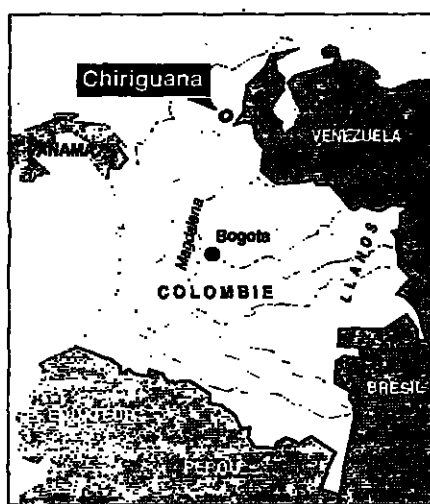 Chiriguana
VENEZUELA
PANAMA
Magdalena
Bogota
LLANOS
COLOMBIE
BRESIL
PEROU